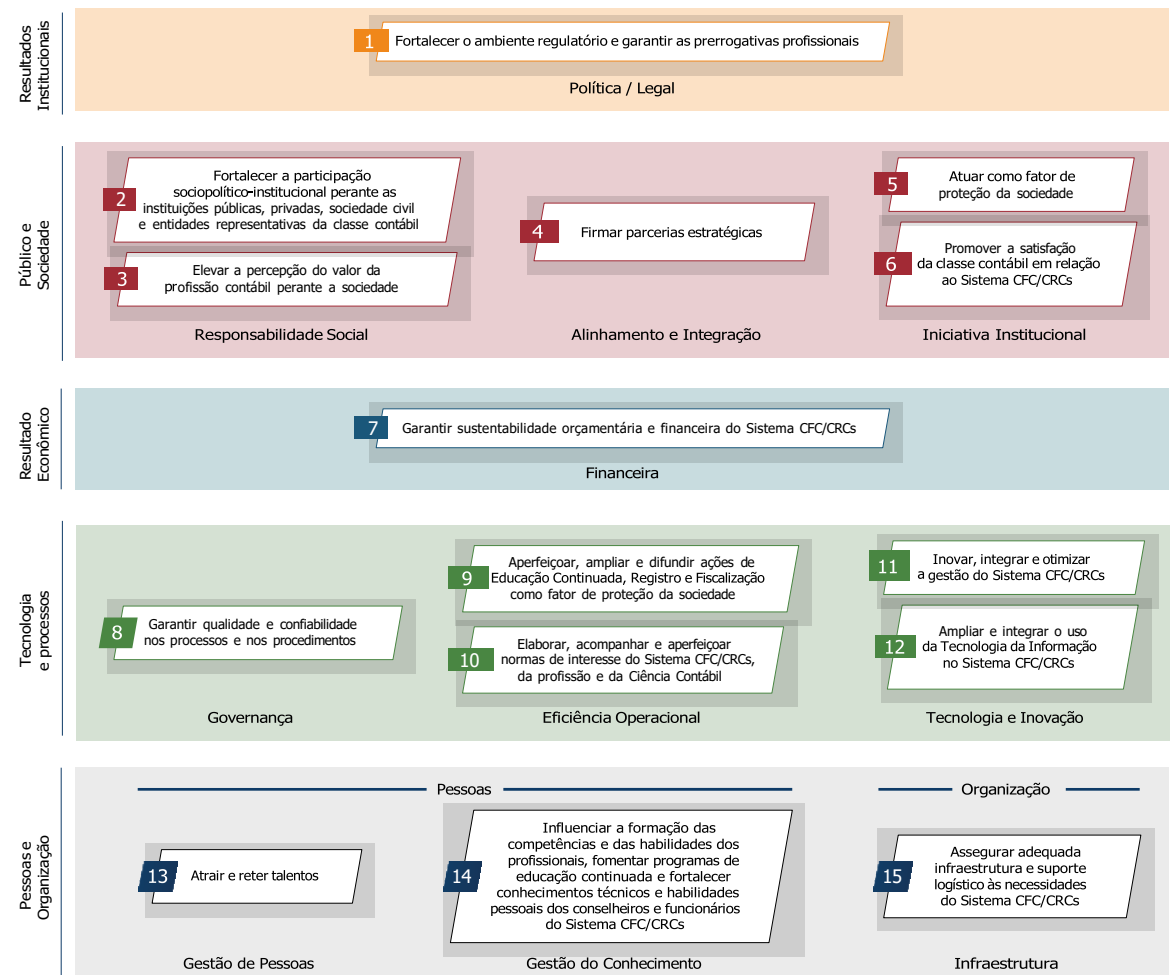 Resultados
Institucionais
1
Fortalecer o ambiente regulatório e garantir as prerrogativas profissionais
Política / Legal
Público e
Sociedade
2
Fortalecer a participação
sociopolítico-institucional perante as
instituições públicas, privadas, sociedade civil
e entidades representativas da classe contábil
3
Elevar a percepção do valor da
profissão contábil perante a sociedade
Responsabilidade Social
4
Firmar parcerias estratégicas
Alinhamento e Integração
5
Atuar como fator de
proteção da sociedade
6
Promover a satisfação
da classe contábil em relação
ao Sistema CFC/CRCs
Iniciativa Institucional
Resultado
Econômico
7
Garantir sustentabilidade orçamentária e financeira do Sistema CFC/CRCs
Financeira
Tecnologia
e processos
8
Garantir qualidade e confiabilidade
nos processos e nos procedimentos
Governança
9
Aperfeiçoar, ampliar e difundir ações de
Educação Continuada, Registro e Fiscalização
como fator de proteção da sociedade
10
Elaborar, acompanhar e aperfeiçoar
normas de interesse do Sistema CFC/CRCs,
da profissão e da Ciência Contábil
Eficiência Operacional
11
Inovar, integrar e otimizar
a gestão do Sistema CFC/CRCs
12
Ampliar e integrar o uso
da Tecnologia da Informação
no Sistema CFC/CRCs
Tecnologia e Inovação
Pessoas e
Organização
Pessoas
13
Atrair e reter talentos
Gestão de Pessoas
14
Influenciar a formação das
competências e das habilidades dos
profissionais, fomentar programas de
educação continuada e fortalecer
conhecimentos técnicos e habilidades
pessoais dos conselheiros e funcionários
do Sistema CFC/CRCs
Gestão do Conhecimento
Organização
15
Assegurar adequada
infraestrutura e suporte
logístico às necessidades
do Sistema CFC/CRCs
Infraestrutura